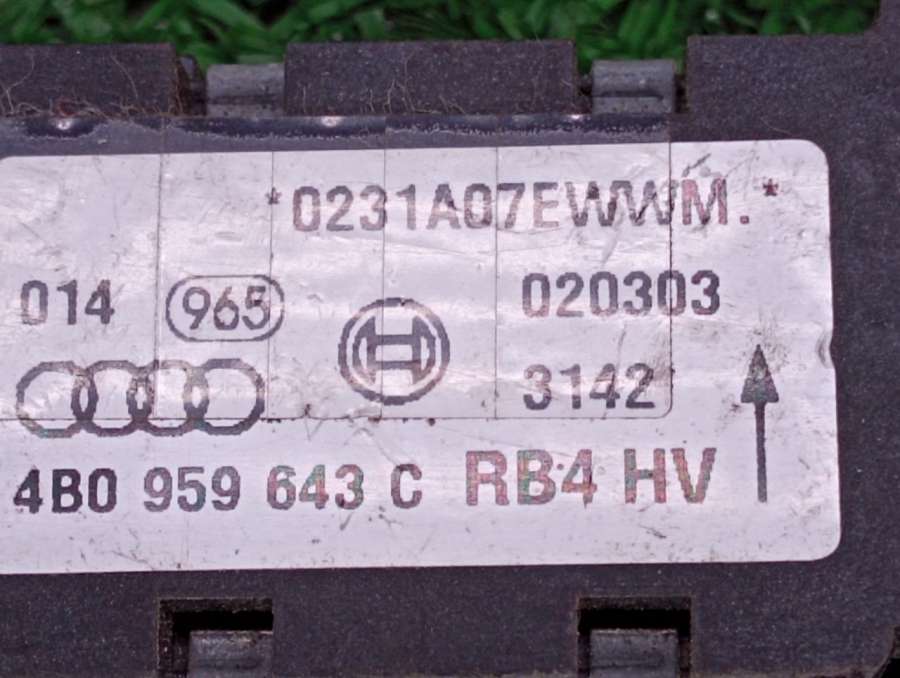 *0231A07EWWM.*
014 965 020303
3142
4B0 959 643 C RB4 HV